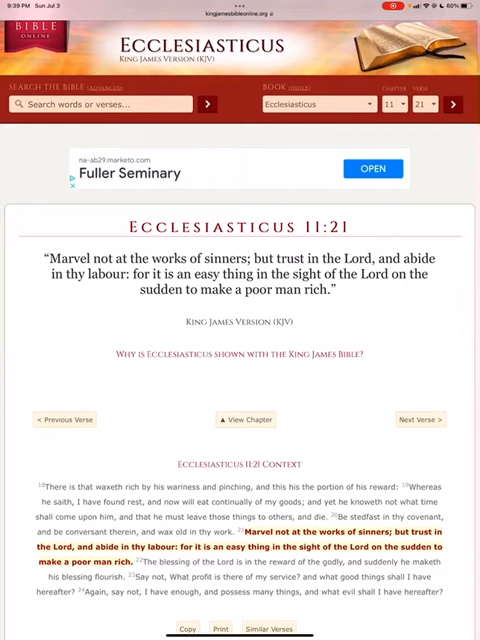 9:39 PM Sun Jul 3
60%
kingjamesbibleonline.org
BIBLE
ONLINE
Ecclesiasticus
King James Version (KJV)
Search the Bible (Advanced)
Book (Index)
Chapter
Verse
Search words or verses...
Ecclesiasticus
11
21
na-ab29.marketo.com
Fuller Seminary
OPEN
Ecclesiasticus 11:21
“Marvel not at the works of sinners; but trust in the Lord, and abide
in thy labour: for it is an easy thing in the sight of the Lord on the
sudden to make a poor man rich.”
King James Version (KJV)
Why is Ecclesiasticus shown with the King James Bible?
< Previous Verse
▲ View Chapter
Next Verse >
Ecclesiasticus 11:21 Context
18There is that waxeth rich by his wariness and pinching, and this his the portion of his reward: 19Whereas
he saith, I have found rest, and now will eat continually of my goods; and yet he knoweth not what time
shall come upon him, and that he must leave those things to others, and die. 20Be stedfast in thy covenant,
and be conversant therein, and wax old in thy work. 21Marvel not at the works of sinners; but trust in
the Lord, and abide in thy labour: for it is an easy thing in the sight of the Lord on the sudden to
make a poor man rich. 22The blessing of the Lord is in the reward of the godly, and suddenly he maketh
his blessing flourish. 23Say not, What profit is there of my service? and what good things shall I have
hereafter? 24Again, say not, I have enough, and possess many things, and what evil shall I have hereafter?
Copy
Print
Similar Verses